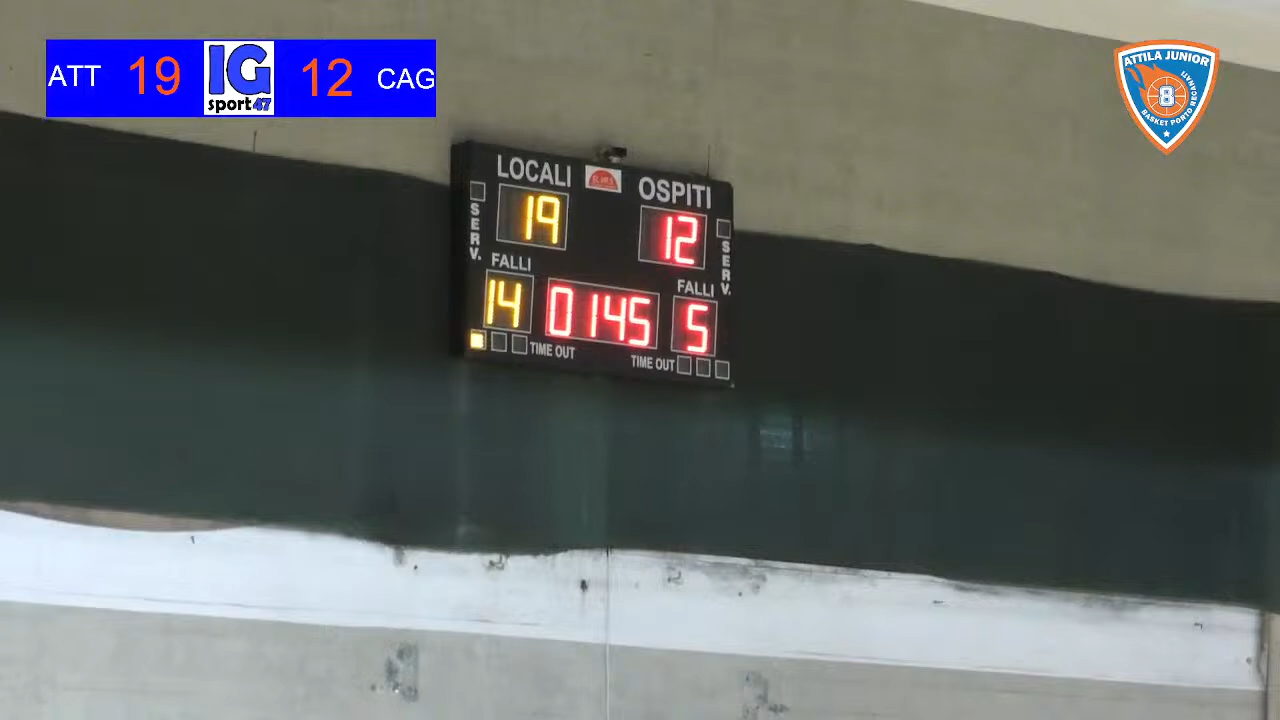 ATT 19 IG sport47 12 CAG
ATTILA JUNIOR
8
BASKET PORTO RECANATI
LOCALI OSPITI
19 12
SERV. SERV.
FALLI FALLI
14 0145 5
TIME OUT TIME OUT